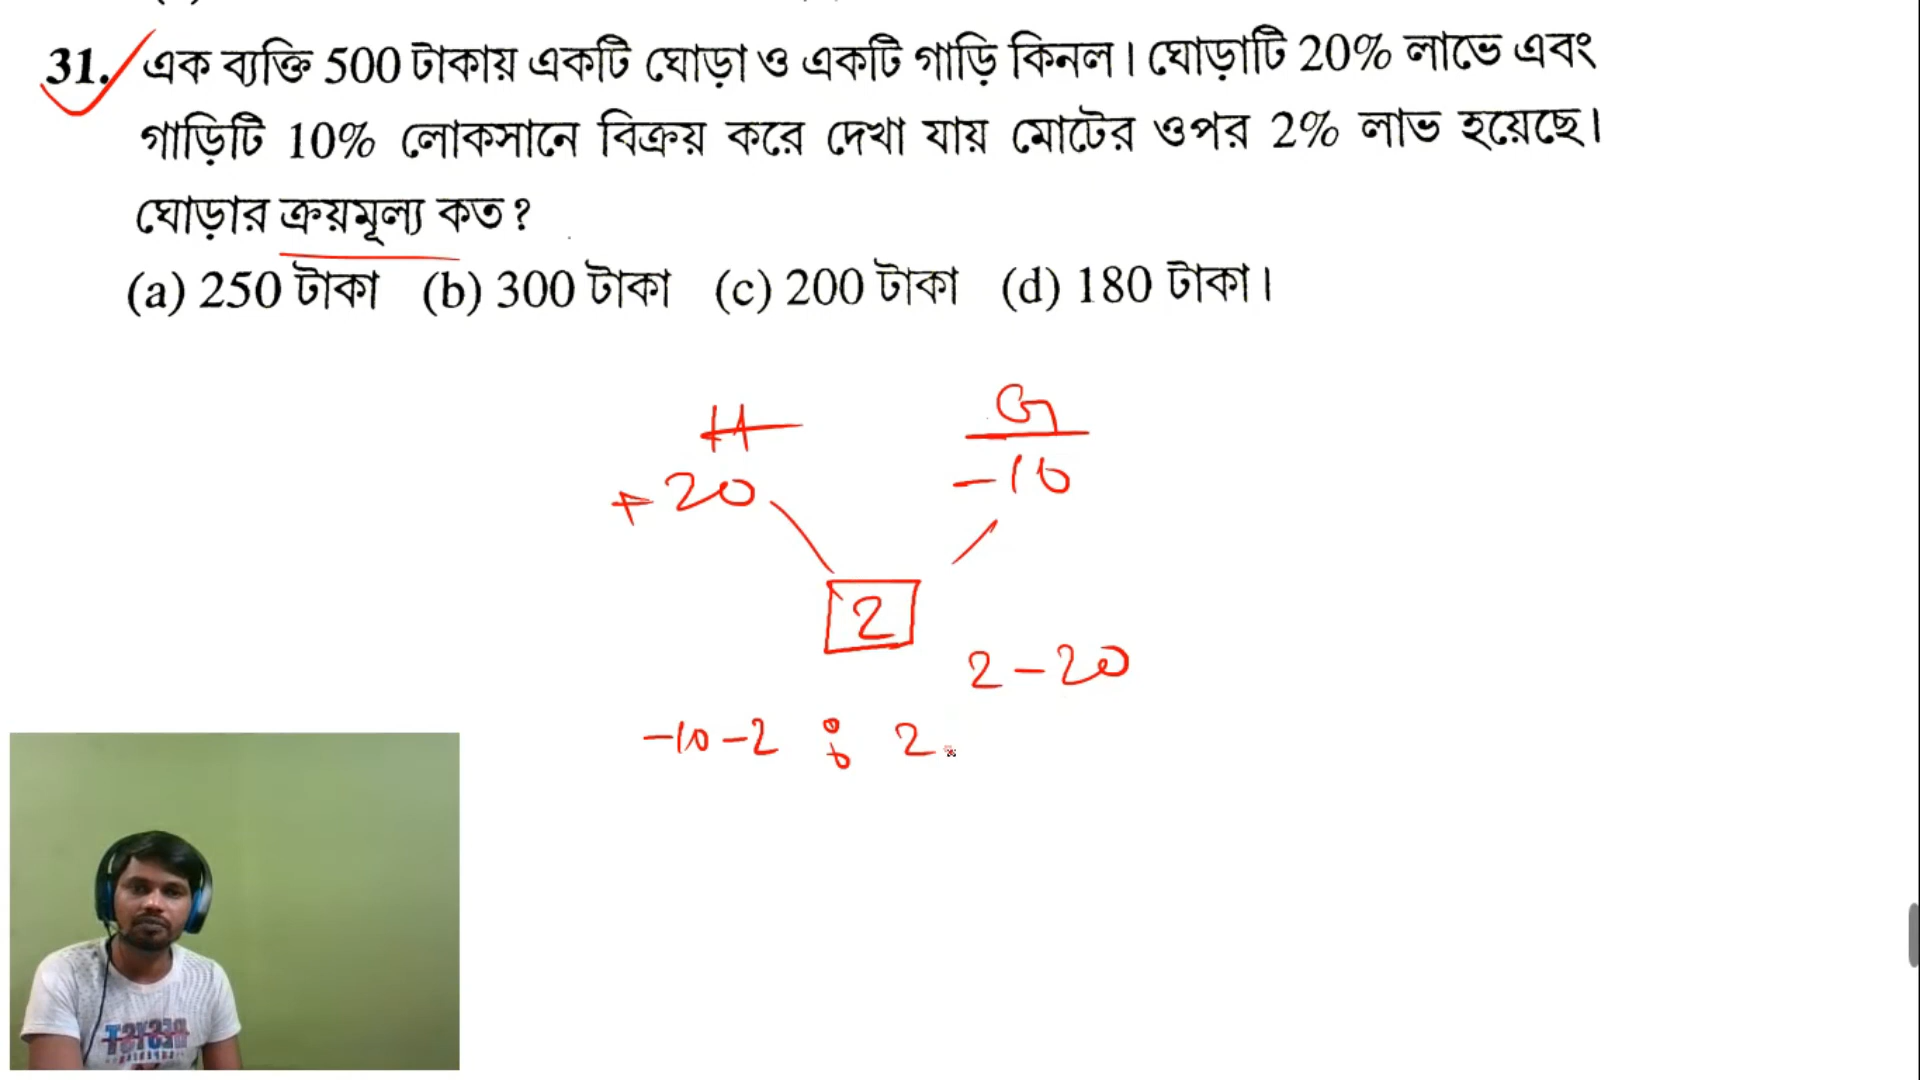 31. এক ব্যক্তি 500 টাকায় একটি ঘোড়া ও একটি গাড়ি কিনল। ঘোড়াটি 20% লাভে এবং
গাড়িটি 10% লোকসানে বিক্রয় করে দেখা যায় মোটের ওপর 2% লাভ হয়েছে।
ঘোড়ার ক্রয়মূল্য কত?
(a) 250 টাকা (b) 300 টাকা (c) 200 টাকা (d) 180 টাকা।
H G
+20 -10
2
2-20
-10-2 : 2